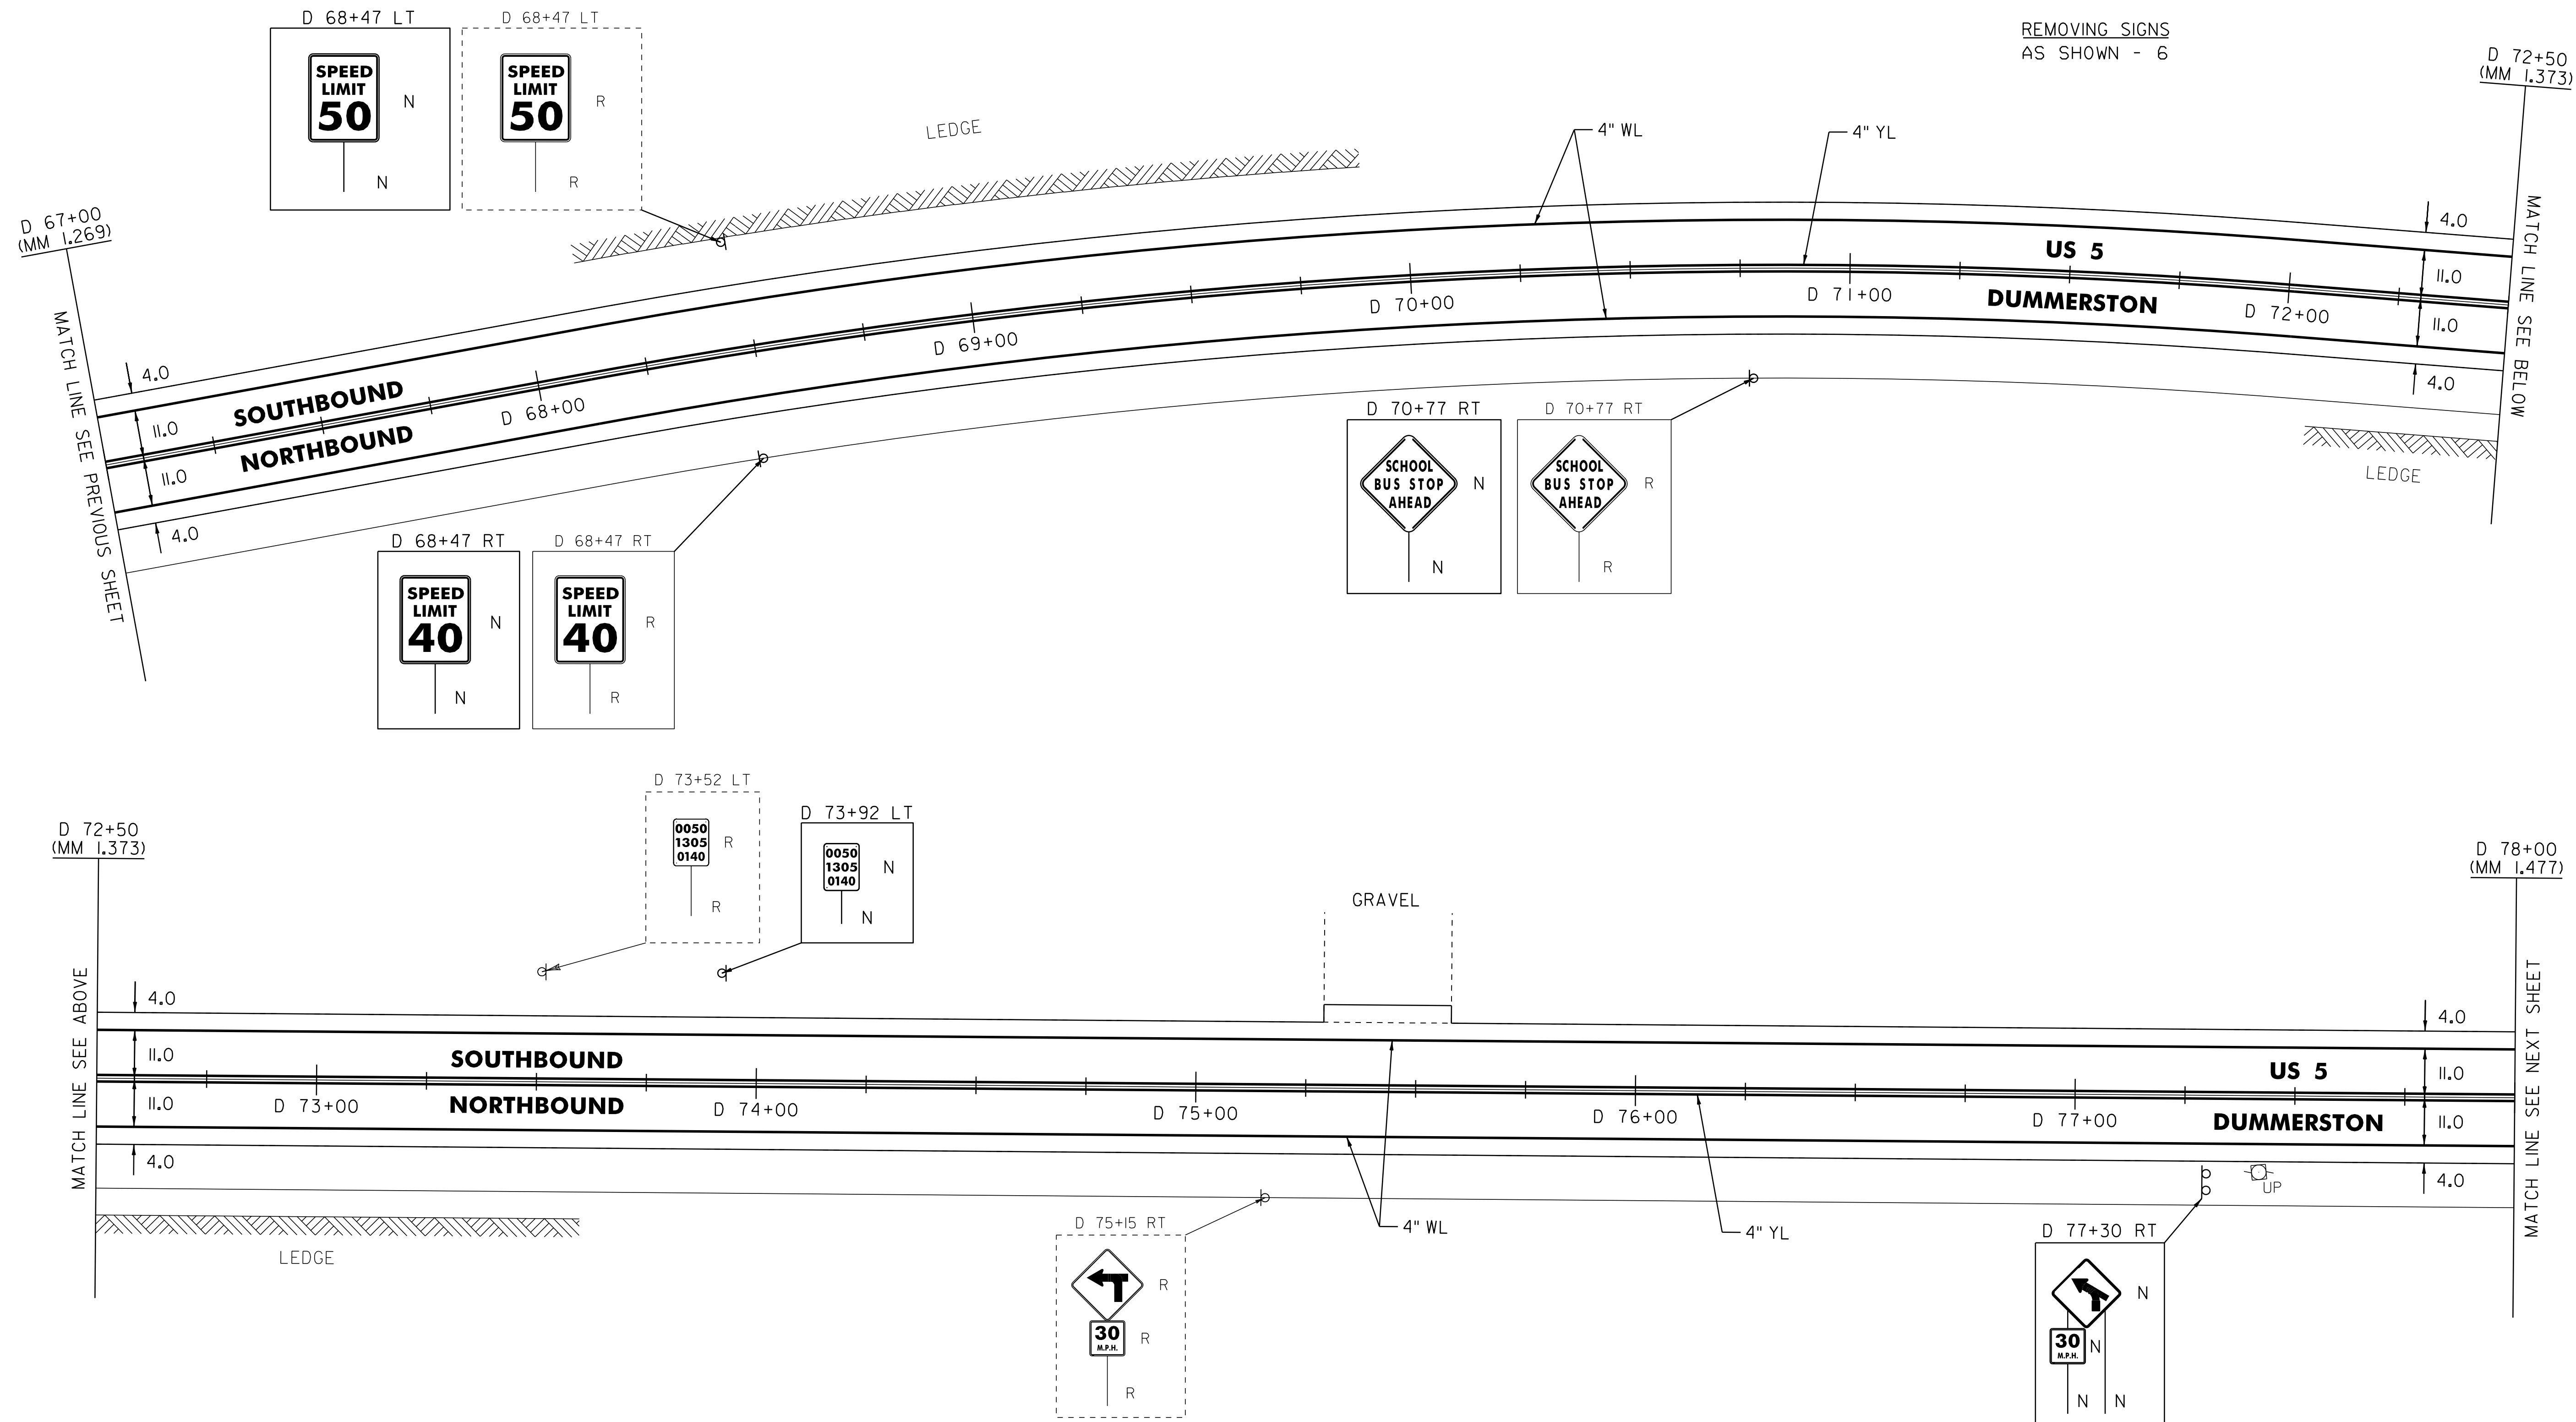 D 68+47 LT
SPEED
LIMIT
50
N
N
D 68+47 LT
SPEED
LIMIT
50
R
R
LEDGE
REMOVING SIGNS
AS SHOWN - 6
D 72+50
(MM 1.373)
D 67+00
(MM 1.269)
MATCH LINE SEE PREVIOUS SHEET
4" WL
4" YL
4.0
11.0
11.0
4.0
SOUTHBOUND
NORTHBOUND
D 68+00
D 69+00
D 70+00
D 71+00
US 5
DUMMERSTON
D 72+00
4.0
11.0
11.0
4.0
MATCH LINE SEE BELOW
LEDGE
D 68+47 RT
SPEED
LIMIT
40
N
N
D 68+47 RT
SPEED
LIMIT
40
R
R
D 70+77 RT
SCHOOL
BUS STOP
AHEAD
N
N
D 70+77 RT
SCHOOL
BUS STOP
AHEAD
R
R
D 72+50
(MM 1.373)
MATCH LINE SEE ABOVE
D 73+52 LT
0050
1305
0140
R
R
D 73+92 LT
0050
1305
0140
N
N
GRAVEL
D 78+00
(MM 1.477)
MATCH LINE SEE NEXT SHEET
4.0
11.0
11.0
4.0
SOUTHBOUND
NORTHBOUND
D 73+00
D 74+00
D 75+00
D 76+00
D 77+00
US 5
DUMMERSTON
4.0
11.0
11.0
4.0
UP
LEDGE
4" WL
4" YL
D 75+15 RT
R
30
M.P.H.
R
R
D 77+30 RT
N
30
M.P.H.
N
N
N